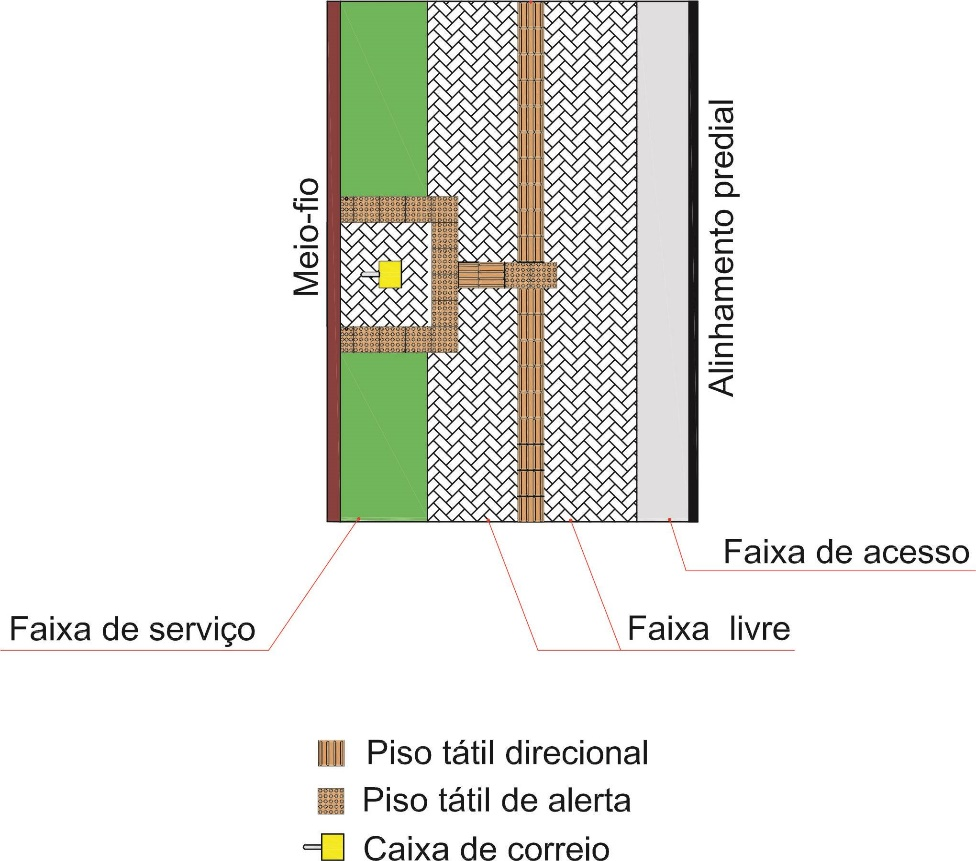 Meio-fio
Alinhamento predial
Faixa de acesso
Faixa de serviço
Faixa livre
Piso tátil direcional
Piso tátil de alerta
Caixa de correio